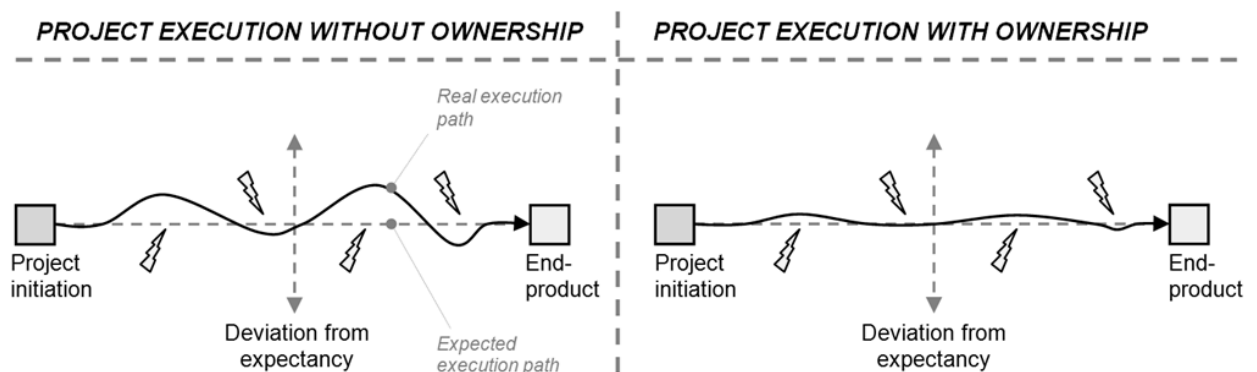 PROJECT EXECUTION WITHOUT OWNERSHIP
Real execution
path
Project
initiation
End-
product
Deviation from
expectancy
Expected
execution path
PROJECT EXECUTION WITH OWNERSHIP
Project
initiation
End-
product
Deviation from
expectancy